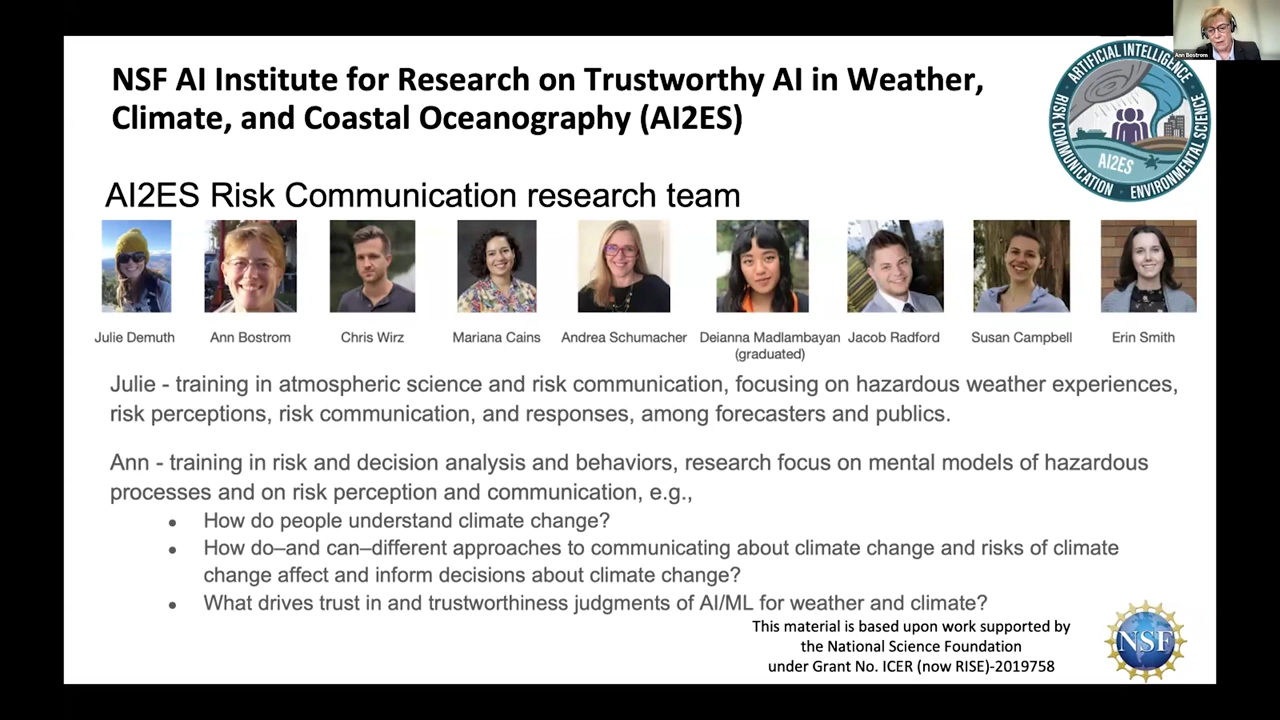 Ann Bostrom
NSF AI Institute for Research on Trustworthy AI in Weather,
Climate, and Coastal Oceanography (AI2ES)
ARTIFICIAL INTELLIGENCE
RISK COMMUNICATION
ENVIRONMENTAL SCIENCE
AI2ES
AI2ES Risk Communication research team
Julie Demuth
Ann Bostrom
Chris Wirz
Mariana Cains
Andrea Schumacher
Deianna Madlambayan
(graduated)
Jacob Radford
Susan Campbell
Erin Smith
Julie - training in atmospheric science and risk communication, focusing on hazardous weather experiences,
risk perceptions, risk communication, and responses, among forecasters and publics.
Ann - training in risk and decision analysis and behaviors, research focus on mental models of hazardous
processes and on risk perception and communication, e.g.,
● How do people understand climate change?
● How do–and can–different approaches to communicating about climate change and risks of climate
change affect and inform decisions about climate change?
● What drives trust in and trustworthiness judgments of AI/ML for weather and climate?
This material is based upon work supported by
the National Science Foundation
under Grant No. ICER (now RISE)-2019758
NSF